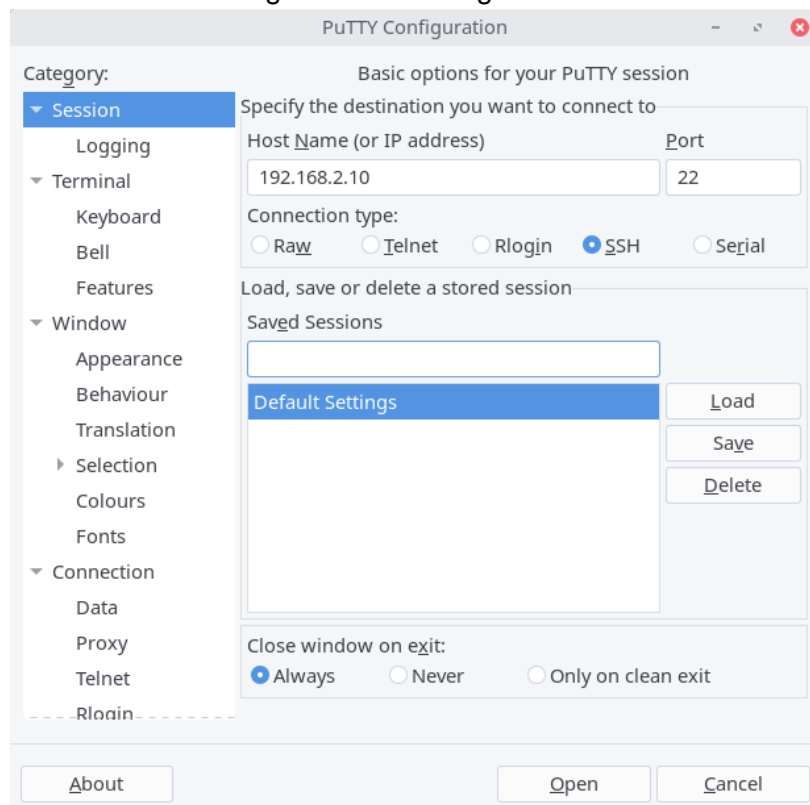 PuTTY Configuration
Category:
Session
Logging
Terminal
Keyboard
Bell
Features
Window
Appearance
Behaviour
Translation
Selection
Colours
Fonts
Connection
Data
Proxy
Telnet
Rlogin
Basic options for your PuTTY session
Specify the destination you want to connect to
Host Name (or IP address) Port
192.168.2.10 22
Connection type:
Raw Telnet Rlogin SSH Serial
Load, save or delete a stored session
Saved Sessions
Default Settings
Load
Save
Delete
Close window on exit:
Always Never Only on clean exit
About Open Cancel